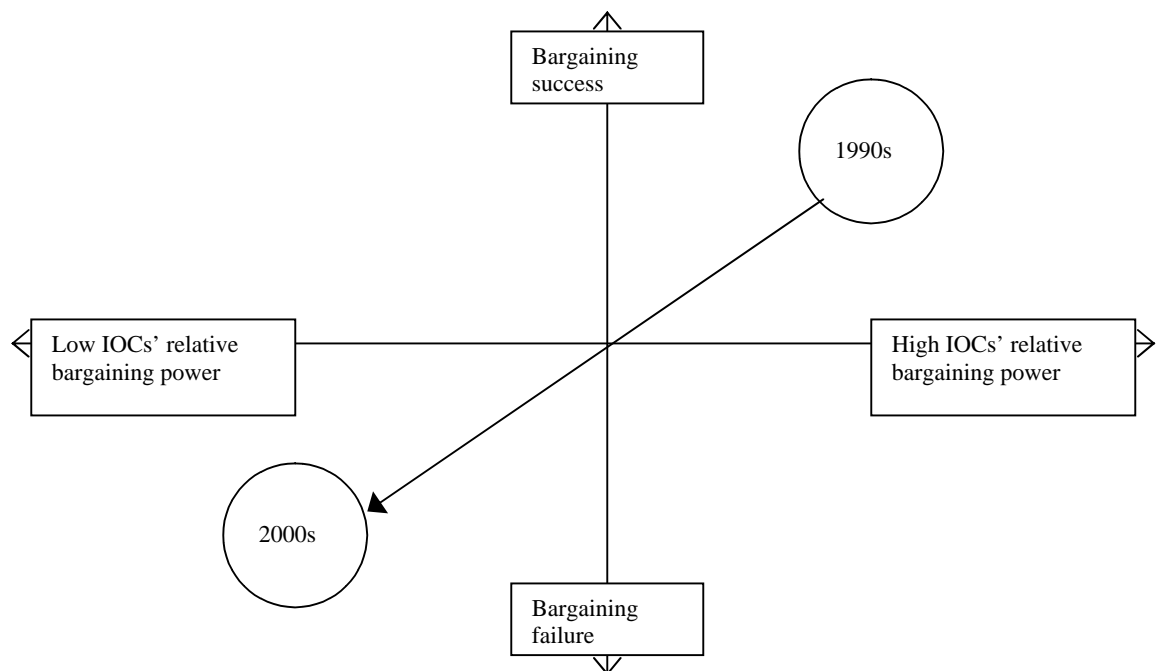 Bargaining
success
1990s
Low IOCs’ relative
bargaining power
High IOCs’ relative
bargaining power
2000s
Bargaining
failure